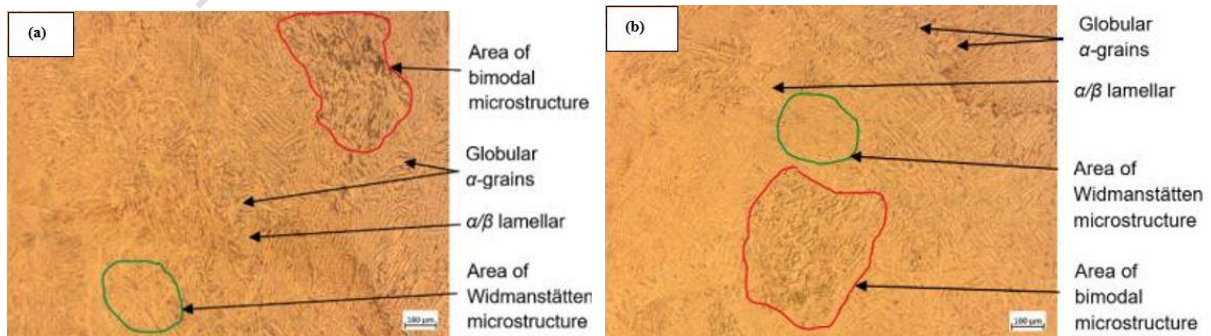 (a)
Area of
bimodal
microstructure
Globular
α-grains
α/β lamellar
Area of
Widmanstätten
microstructure
100 µm
(b)
Globular
α-grains
α/β lamellar
Area of
Widmanstätten
microstructure
Area of
bimodal
microstructure
100 µm